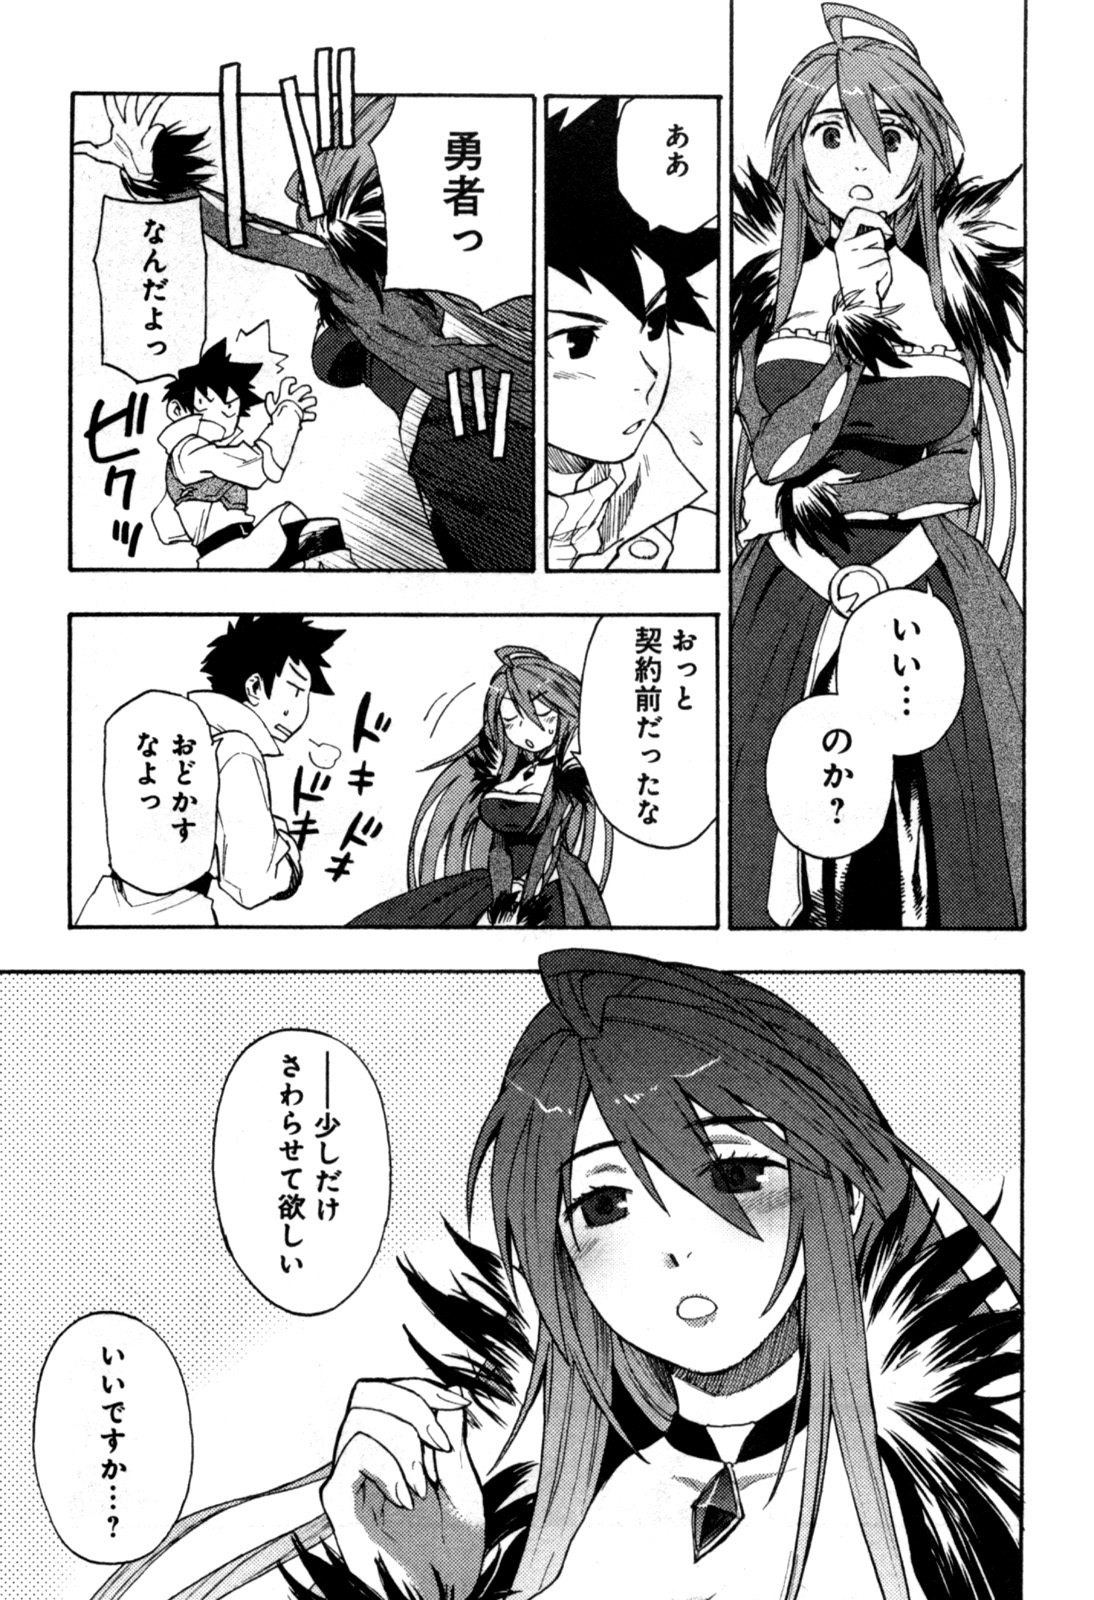 いい…
のか？
ああ
勇者っ
なんだよっ
ビクッ
おっと
契約前だったな
ドキドキドキ
おどかす
なよっ
――少しだけ
さわらせて欲しい
いいですか…？